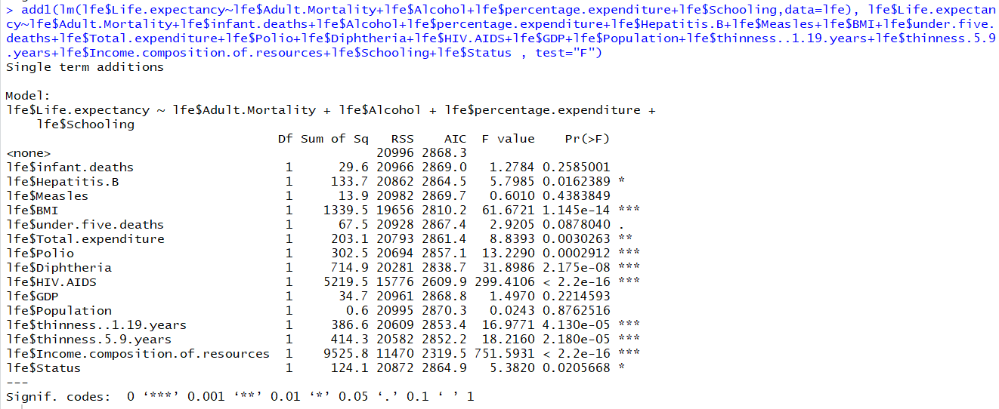 > add1(lm(lfe$Life.expectancy~lfe$Adult.Mortality+lfe$Alcohol+lfe$percentage.expenditure+lfe$Schooling,data=lfe), lfe$Life.expectan
cy~lfe$Adult.Mortality+lfe$infant.deaths+lfe$Alcohol+lfe$percentage.expenditure+lfe$Hepatitis.B+lfe$Measles+lfe$BMI+lfe$under.five.
deaths+lfe$Total.expenditure+lfe$Polio+lfe$Diphtheria+lfe$HIV.AIDS+lfe$GDP+lfe$Population+lfe$thinness..1.19.years+lfe$thinness.5.9
.years+lfe$Income.composition.of.resources+lfe$Schooling+lfe$Status , test="F")
Single term additions
Model:
lfe$Life.expectancy ~ lfe$Adult.Mortality + lfe$Alcohol + lfe$percentage.expenditure +
    lfe$Schooling
                                    Df Sum of Sq   RSS    AIC  F value    Pr(>F)
<none>                                           20996 2868.3
lfe$infant.deaths                    1      29.6 20966 2869.0   1.2784 0.2585001
lfe$Hepatitis.B                      1     133.7 20862 2864.5   5.7985 0.0162389 *
lfe$Measles                          1      13.9 20982 2869.7   0.6010 0.4383849
lfe$BMI                              1    1339.5 19656 2810.2  61.6721 1.145e-14 ***
lfe$under.five.deaths                1      67.5 20928 2867.4   2.9205 0.0878040 .
lfe$Total.expenditure                1     203.1 20793 2861.4   8.8393 0.0030263 **
lfe$Polio                            1     302.5 20694 2857.1  13.2290 0.0002912 ***
lfe$Diphtheria                       1     714.9 20281 2838.7  31.8986 2.175e-08 ***
lfe$HIV.AIDS                         1    5219.5 15776 2609.9 299.4106 < 2.2e-16 ***
lfe$GDP                              1      34.7 20961 2868.8   1.4970 0.2214593
lfe$Population                       1       0.6 20995 2870.3   0.0243 0.8762516
lfe$thinness..1.19.years             1     386.6 20609 2853.4  16.9771 4.130e-05 ***
lfe$thinness.5.9.years               1     414.3 20582 2852.2  18.2160 2.180e-05 ***
lfe$Income.composition.of.resources  1    9525.8 11470 2319.5 751.5931 < 2.2e-16 ***
lfe$Status                           1     124.1 20872 2864.9   5.3820 0.0205668 *
---
Signif. codes:  0 ‘***’ 0.001 ‘**’ 0.01 ‘*’ 0.05 ‘.’ 0.1 ‘ ’ 1